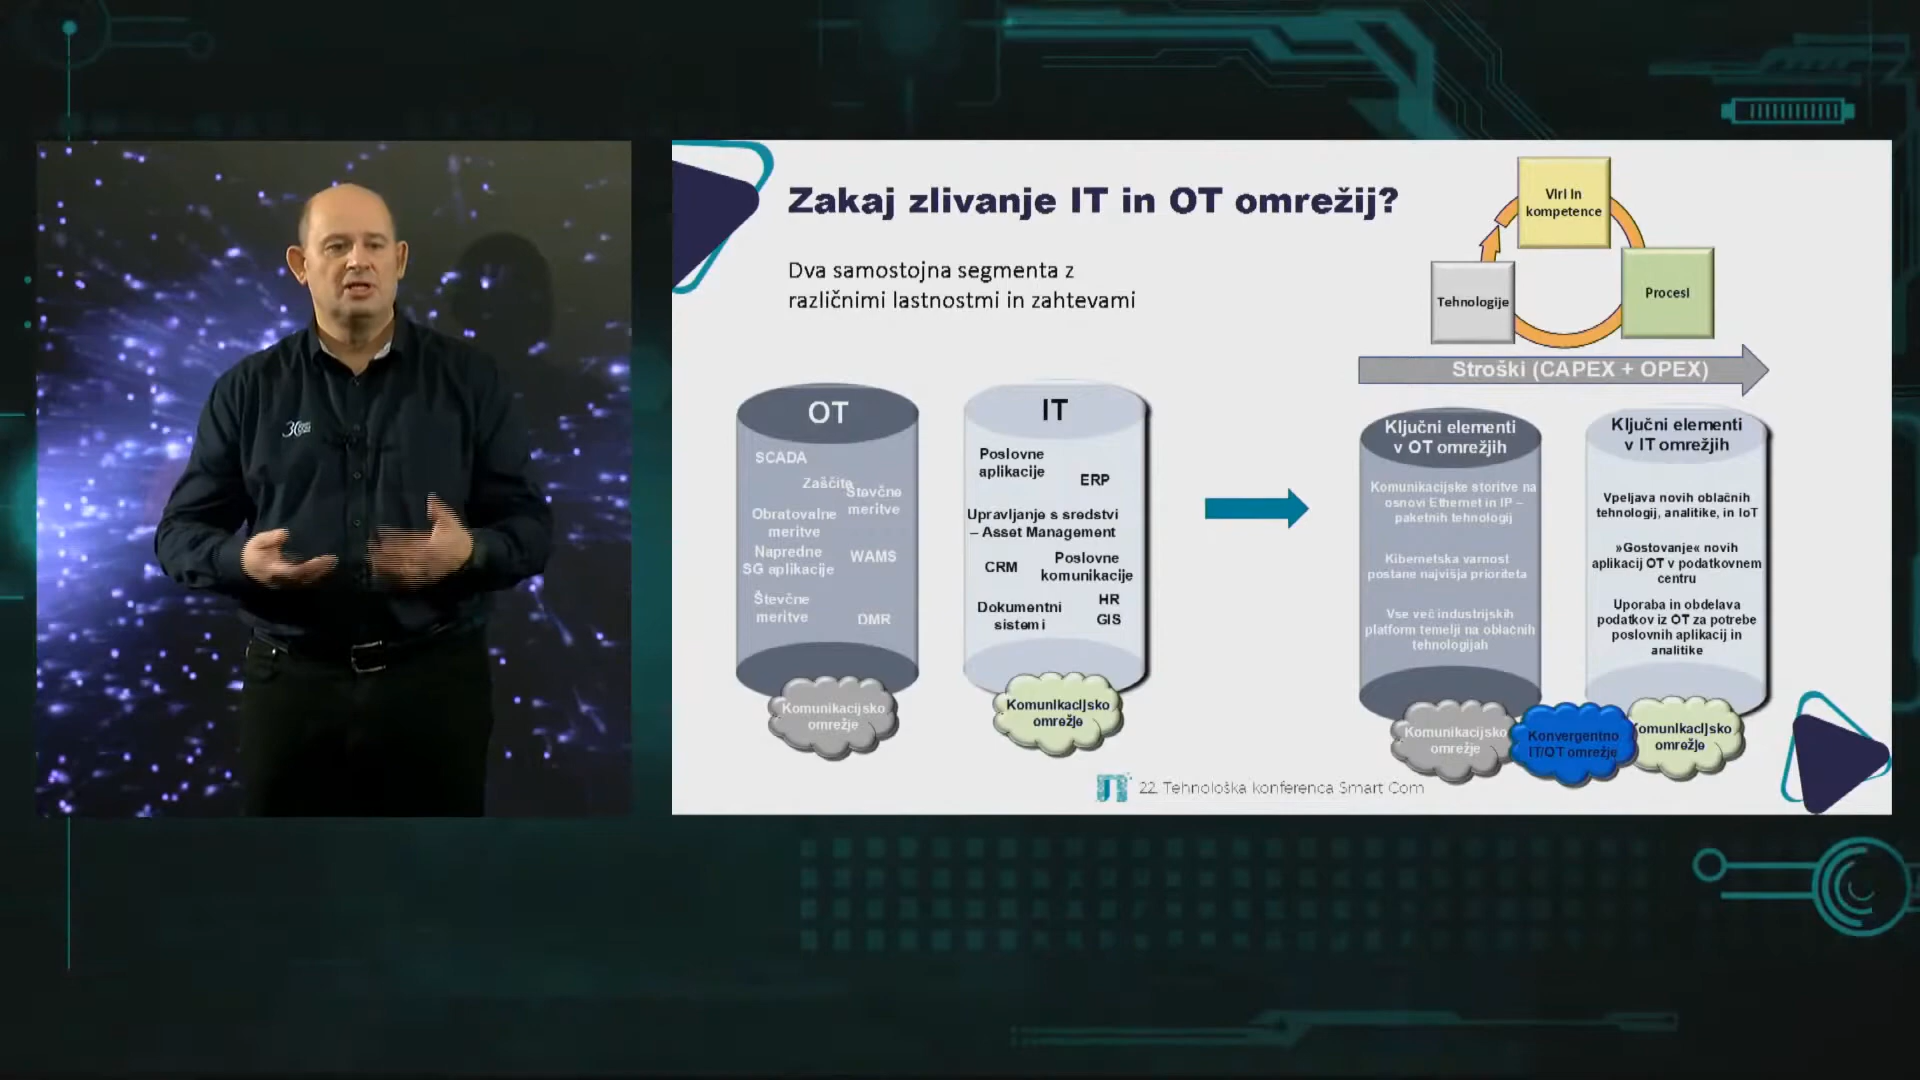 Zakaj zlivanje IT in OT omrežij?
Dva samostojna segmenta z
različnimi lastnostmi in zahtevami
Viri in
kompetence
Tehnologije
Procesi
Stroški (CAPEX + OPEX)
OT
SCADA
Zaščita
Števčne
meritve
Obratovalne
meritve
Napredne
SG aplikacije
WAMS
Števčne
meritve
DMR
Komunikacijsko
omrežje
IT
Poslovne
aplikacije
ERP
Upravljanje s sredstvi
– Asset Management
CRM
Poslovne
komunikacije
Dokumentni
sistemi
HR
GIS
Komunikacijsko
omrežje
Ključni elementi
v OT omrežjih
Komunikacijske storitve na
osnovi Ethernet in IP –
paketnih tehnologij
Kibernetska varnost
postane najvišja prioriteta
Vse več industrijskih
platform temelji na oblačnih
tehnologijah
Komunikacijsko
omrežje
Konvergentno
IT/OT omrežje
Ključni elementi
v IT omrežjih
Vpeljava novih oblačnih
tehnologij, analitike, in IoT
»Gostovanje« novih
aplikacij OT v podatkovnem
centru
Uporaba in obdelava
podatkov iz OT za potrebe
poslovnih aplikacij in
analitike
omunikacijsko
omrežje
22. Tehnološka konferenca Smart Com